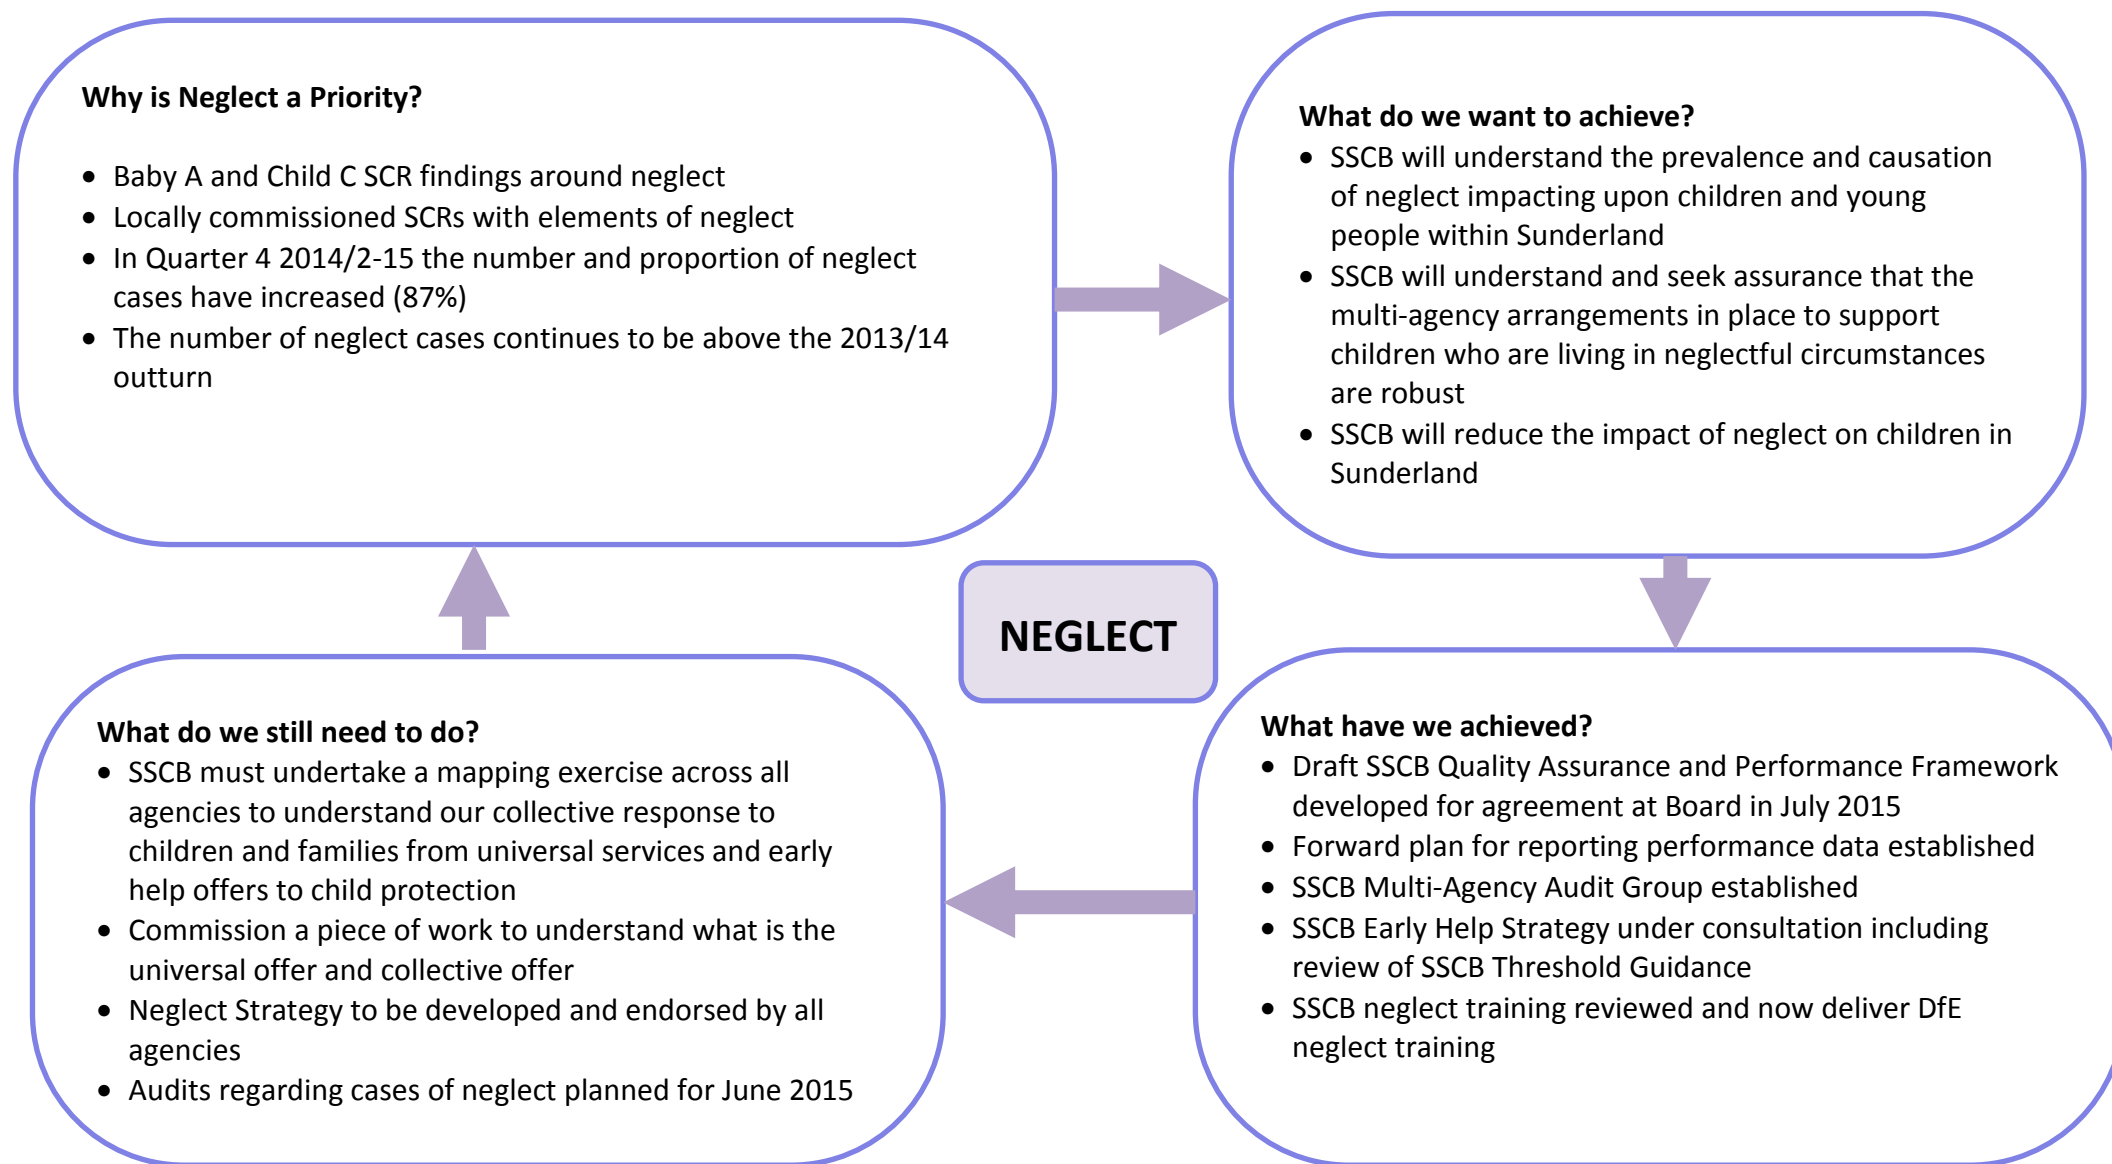 Why is Neglect a Priority?
• Baby A and Child C SCR findings around neglect
• Locally commissioned SCRs with elements of neglect
• In Quarter 4 2014/2-15 the number and proportion of neglect
cases have increased (87%)
• The number of neglect cases continues to be above the 2013/14
outturn
What do we want to achieve?
• SSCB will understand the prevalence and causation
of neglect impacting upon children and young
people within Sunderland
• SSCB will understand and seek assurance that the
multi-agency arrangements in place to support
children who are living in neglectful circumstances
are robust
• SSCB will reduce the impact of neglect on children in
Sunderland
NEGLECT
What do we still need to do?
• SSCB must undertake a mapping exercise across all
agencies to understand our collective response to
children and families from universal services and early
help offers to child protection
• Commission a piece of work to understand what is the
universal offer and collective offer
• Neglect Strategy to be developed and endorsed by all
agencies
• Audits regarding cases of neglect planned for June 2015
What have we achieved?
• Draft SSCB Quality Assurance and Performance Framework
developed for agreement at Board in July 2015
• Forward plan for reporting performance data established
• SSCB Multi-Agency Audit Group established
• SSCB Early Help Strategy under consultation including
review of SSCB Threshold Guidance
• SSCB neglect training reviewed and now deliver DfE
neglect training